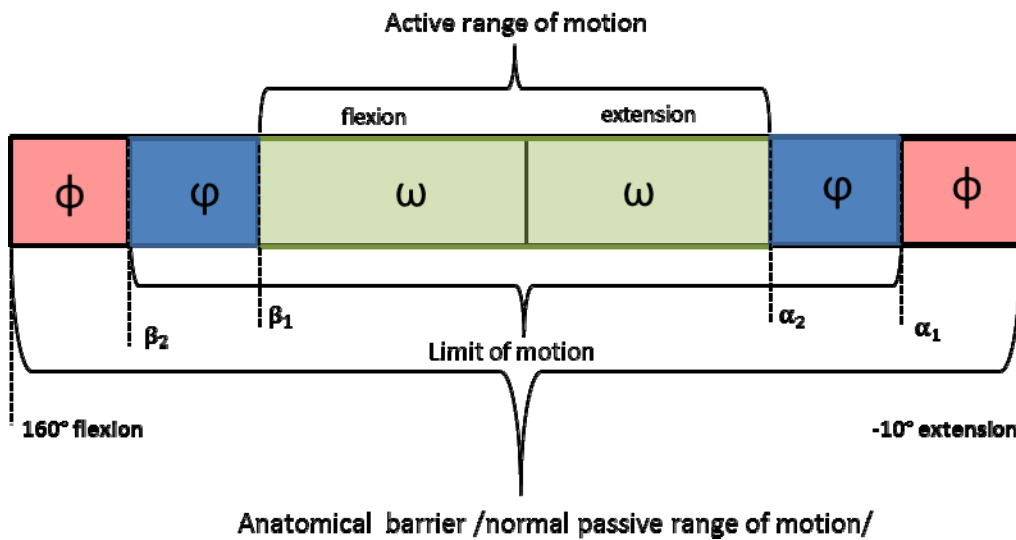 Active range of motion
flexion extension
ϕ φ ω ω φ ϕ
β₂ β₁ α₂ α₁
Limit of motion
160° flexion -10° extension
Anatomical barrier /normal passive range of motion/